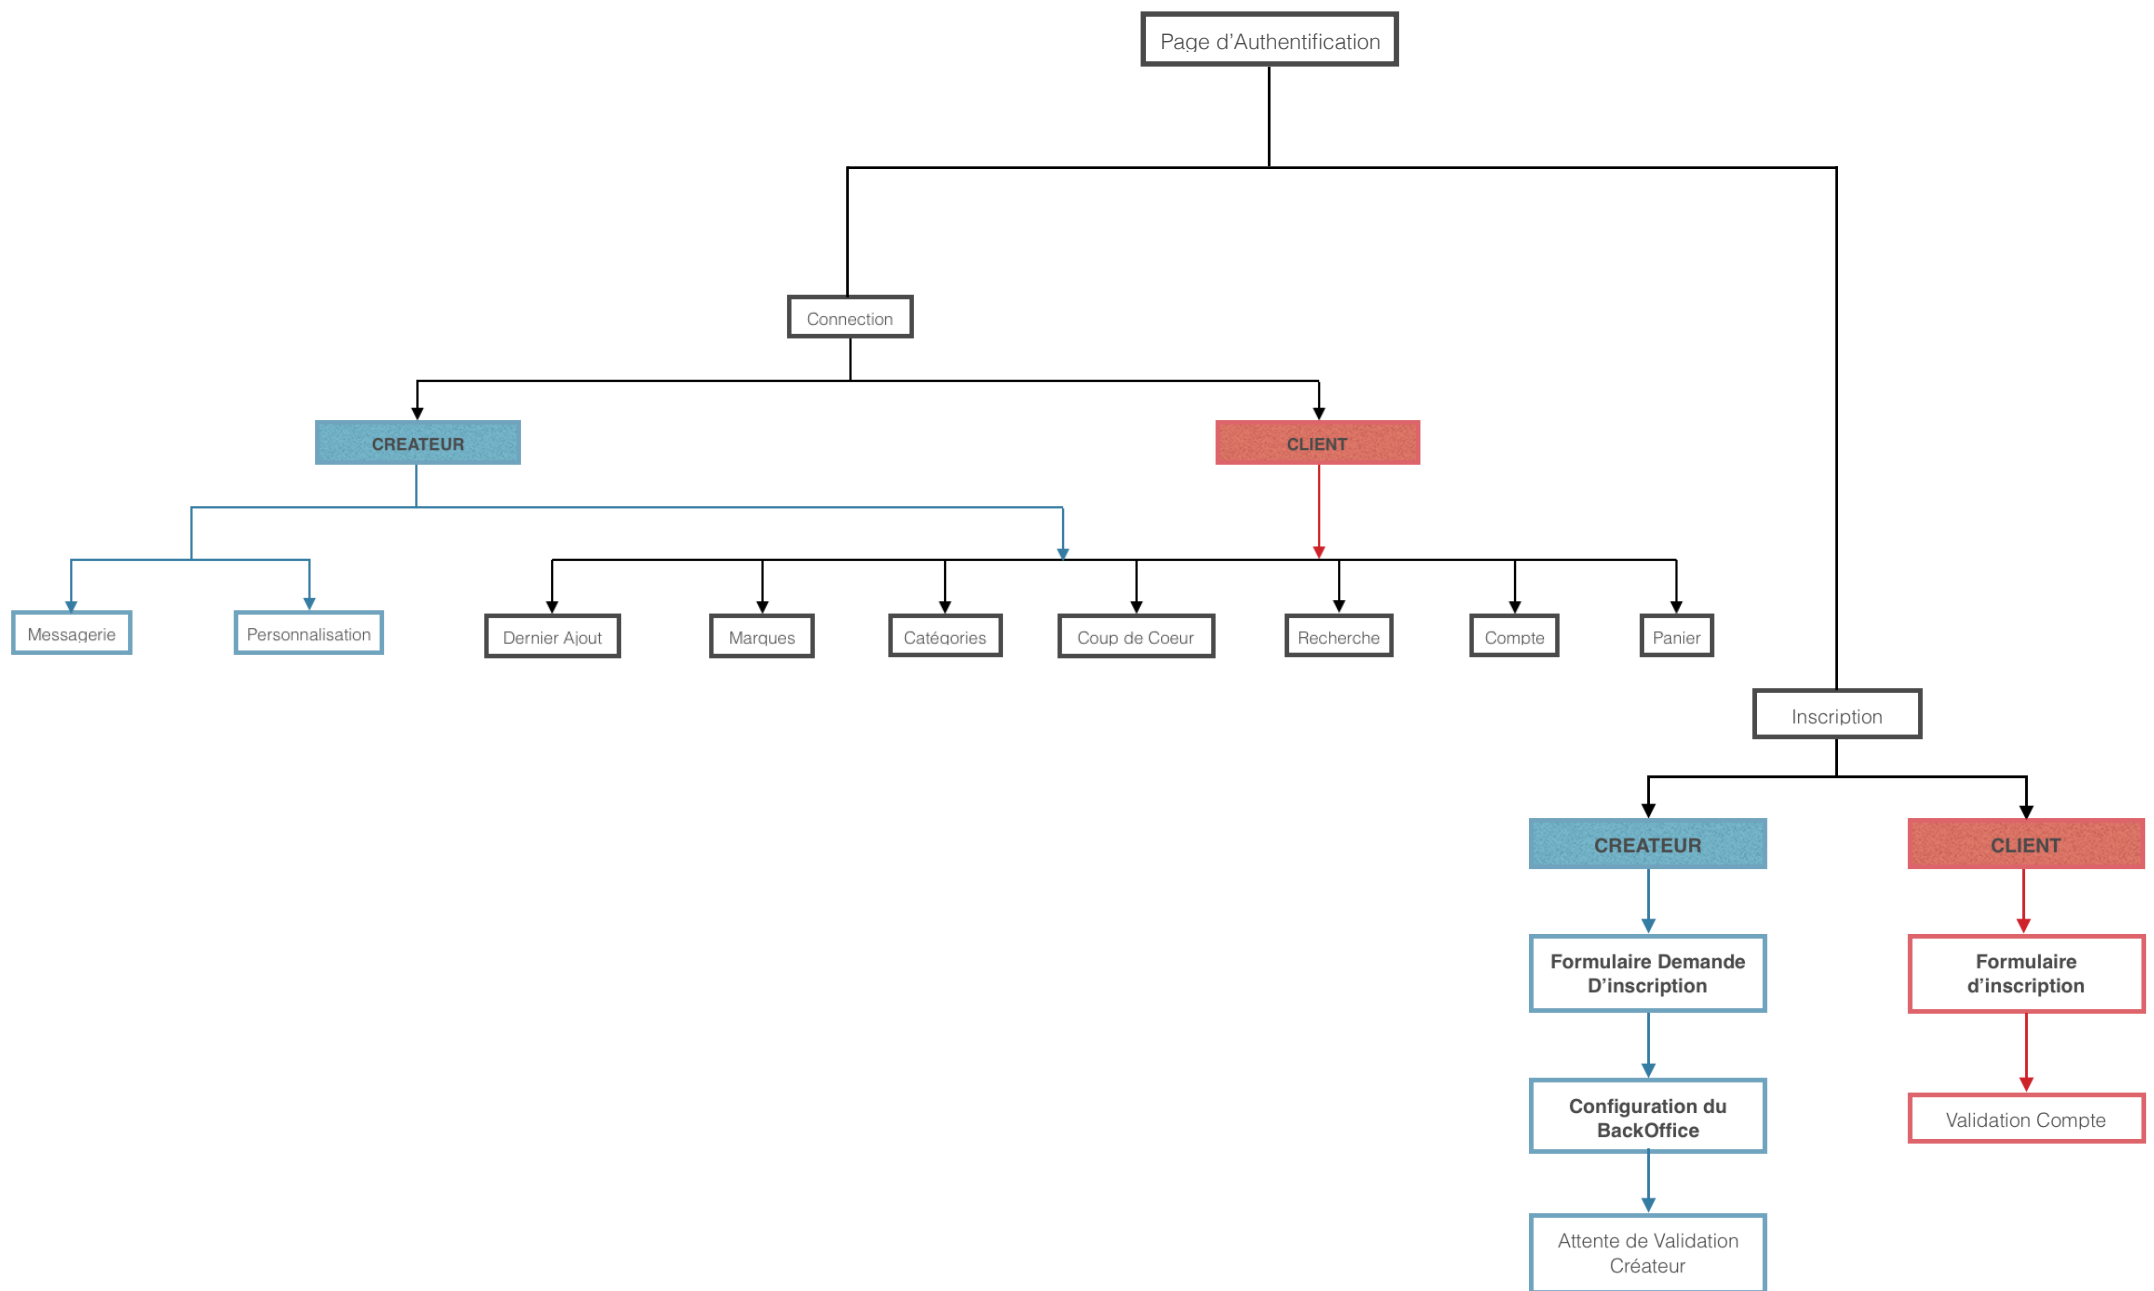 Page d’Authentification
Connection
CREATEUR
CLIENT
Messagerie
Personnalisation
Dernier Ajout
Marques
Catégories
Coup de Coeur
Recherche
Compte
Panier
Inscription
CREATEUR
CLIENT
Formulaire Demande
D’inscription
Formulaire
d’inscription
Configuration du
BackOffice
Validation Compte
Attente de Validation
Créateur